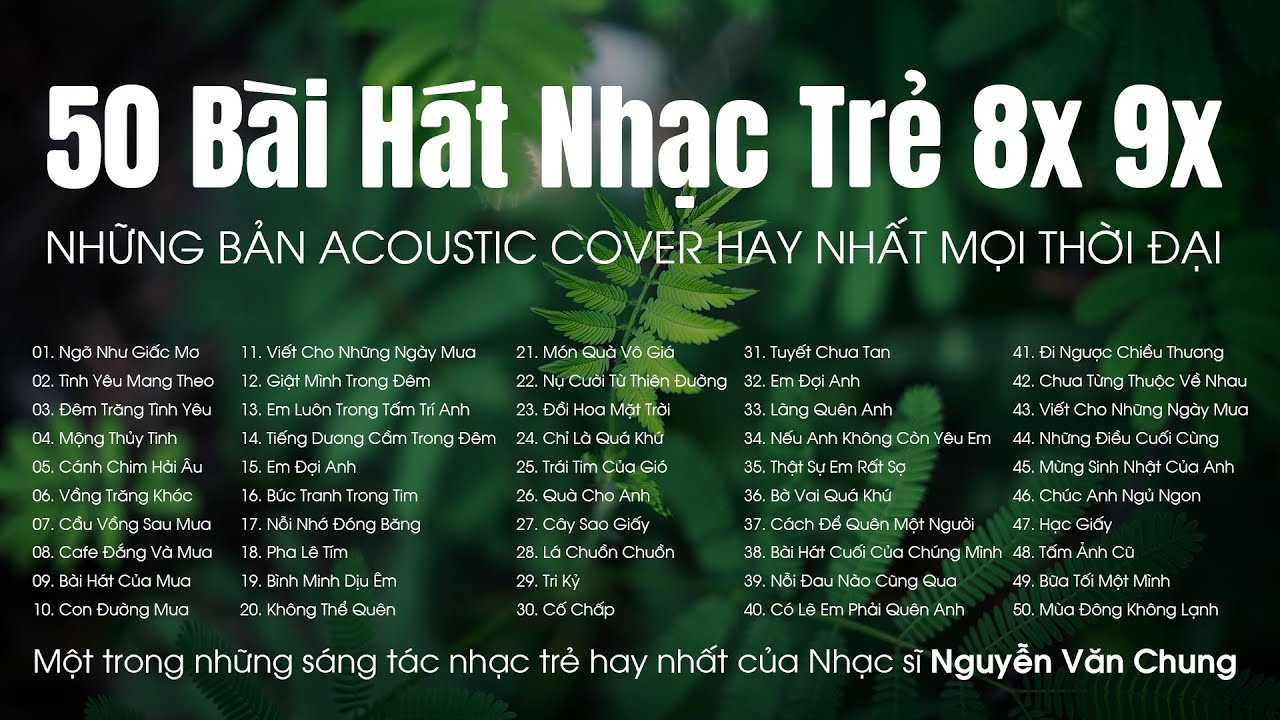 50 Bài Hát Nhạc Trẻ 8x 9x
NHỮNG BẢN ACOUSTIC COVER HAY NHẤT MỌI THỜI ĐẠI
01. Ngỡ Như Giấc Mơ
02. Tình Yêu Mang Theo
03. Đêm Trăng Tình Yêu
04. Mộng Thủy Tinh
05. Cánh Chim Hải Âu
06. Vầng Trăng Khóc
07. Cầu Vồng Sau Mưa
08. Cafe Đắng Và Mưa
09. Bài Hát Của Mưa
10. Con Đường Mưa
11. Viết Cho Những Ngày Mưa
12. Giật Mình Trong Đêm
13. Em Luôn Trong Tấm Trí Anh
14. Tiếng Dương Cầm Trong Đêm
15. Em Đợi Anh
16. Bức Tranh Trong Tim
17. Nỗi Nhớ Đóng Băng
18. Pha Lê Tím
19. Bình Minh Dịu Êm
20. Không Thể Quên
21. Món Quà Vô Giá
22. Nụ Cười Từ Thiên Đường
23. Đồi Hoa Mặt Trời
24. Chỉ Là Quá Khứ
25. Trái Tim Của Gió
26. Quà Cho Anh
27. Cây Sao Giấy
28. Lá Chuồn Chuồn
29. Tri Kỷ
30. Cố Chấp
31. Tuyết Chưa Tan
32. Em Đợi Anh
33. Lãng Quên Anh
34. Nếu Anh Không Còn Yêu Em
35. Thật Sự Em Rất Sợ
36. Bờ Vai Quá Khứ
37. Cách Để Quên Một Người
38. Bài Hát Cuối Của Chúng Mình
39. Nỗi Đau Nào Cũng Qua
40. Có Lẽ Em Phải Quên Anh
41. Đi Ngược Chiều Thương
42. Chưa Từng Thuộc Về Nhau
43. Viết Cho Những Ngày Mưa
44. Những Điều Cuối Cùng
45. Mừng Sinh Nhật Của Anh
46. Chúc Anh Ngủ Ngon
47. Hạc Giấy
48. Tấm Ảnh Cũ
49. Bữa Tối Một Mình
50. Mùa Đông Không Lạnh
Một trong những sáng tác nhạc trẻ hay nhất của Nhạc sĩ Nguyễn Văn Chung